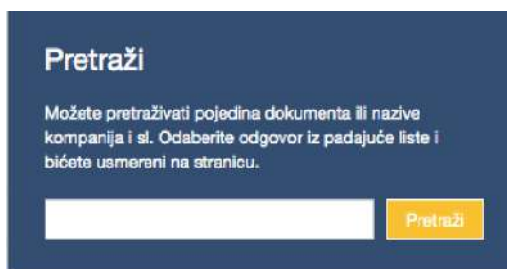 Pretraži
Možete pretraživati pojedina dokumenta ili nazive
kompanija i sl. Odaberite odgovor iz padajuće liste i
bićete usmereni na stranicu.
Pretraži